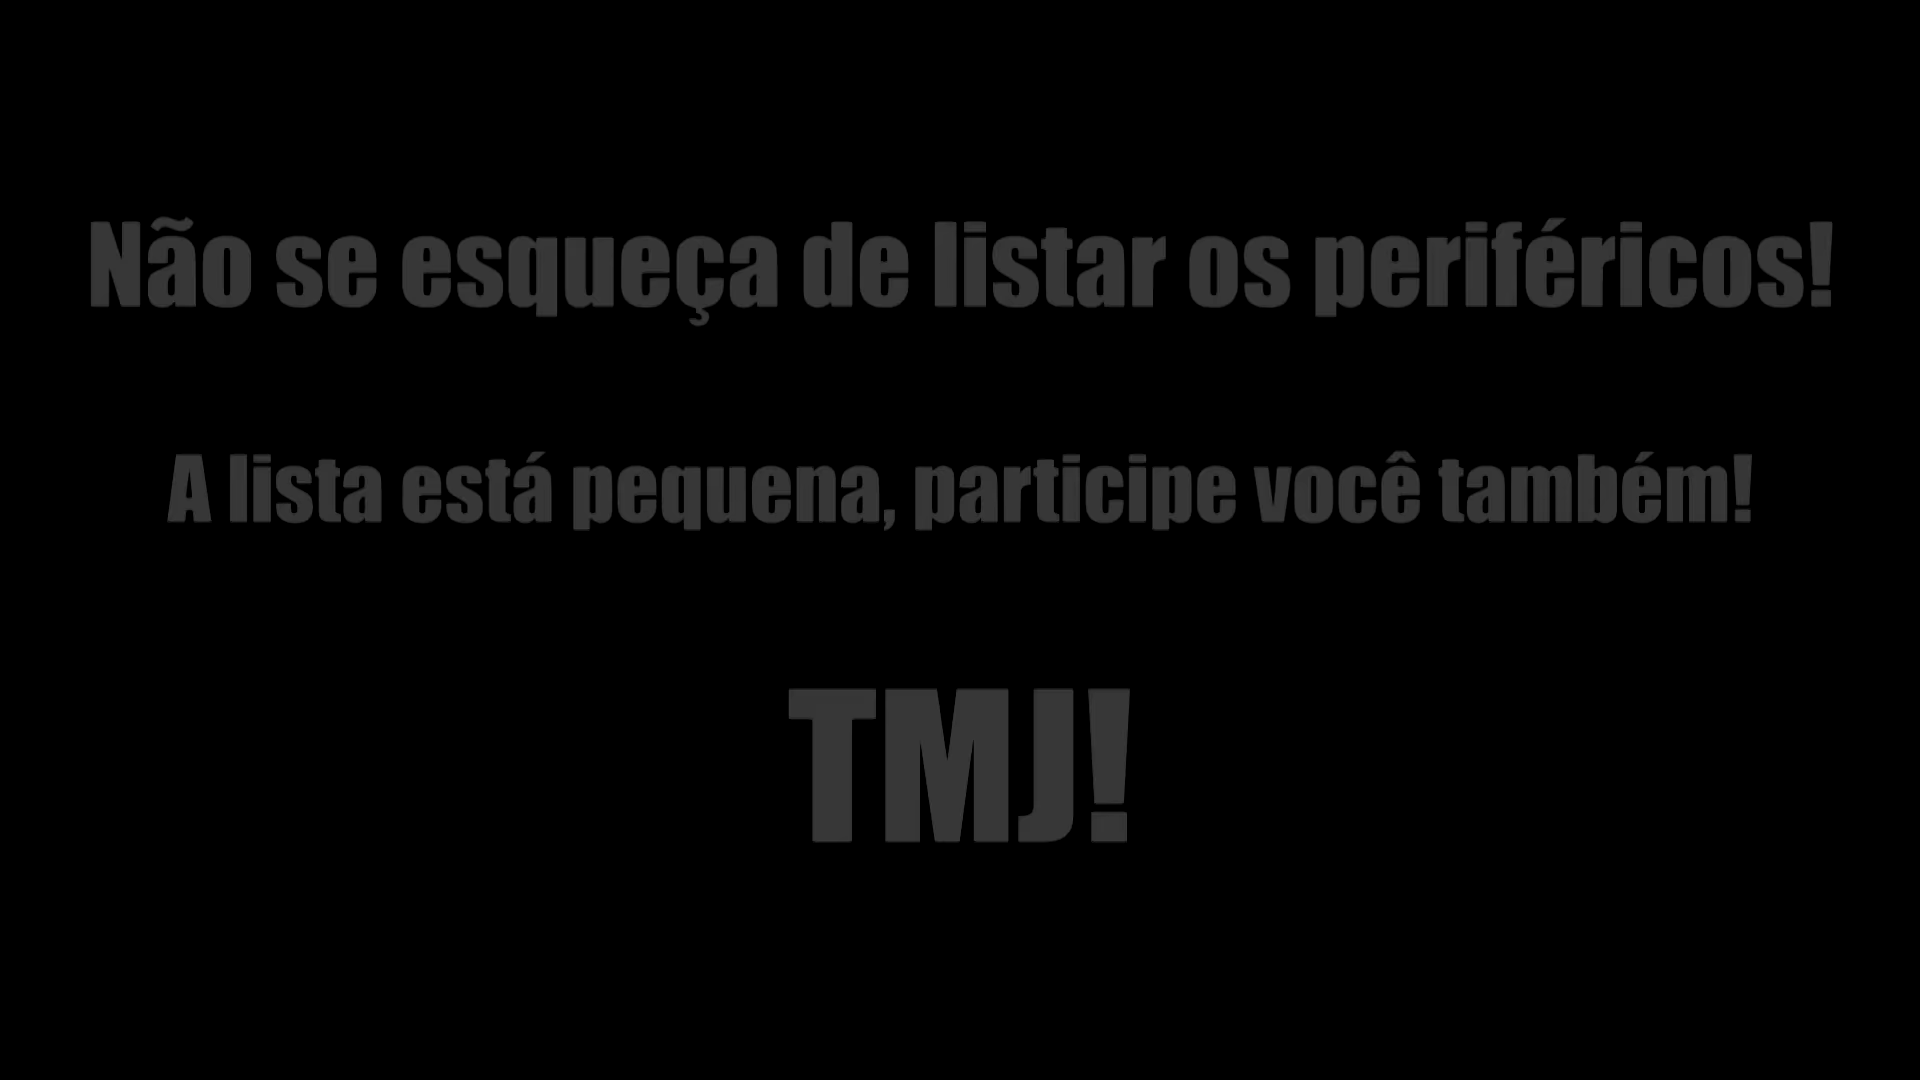 Não se esqueça de listar os periféricos!
A lista está pequena, participe você também!
TMJ!